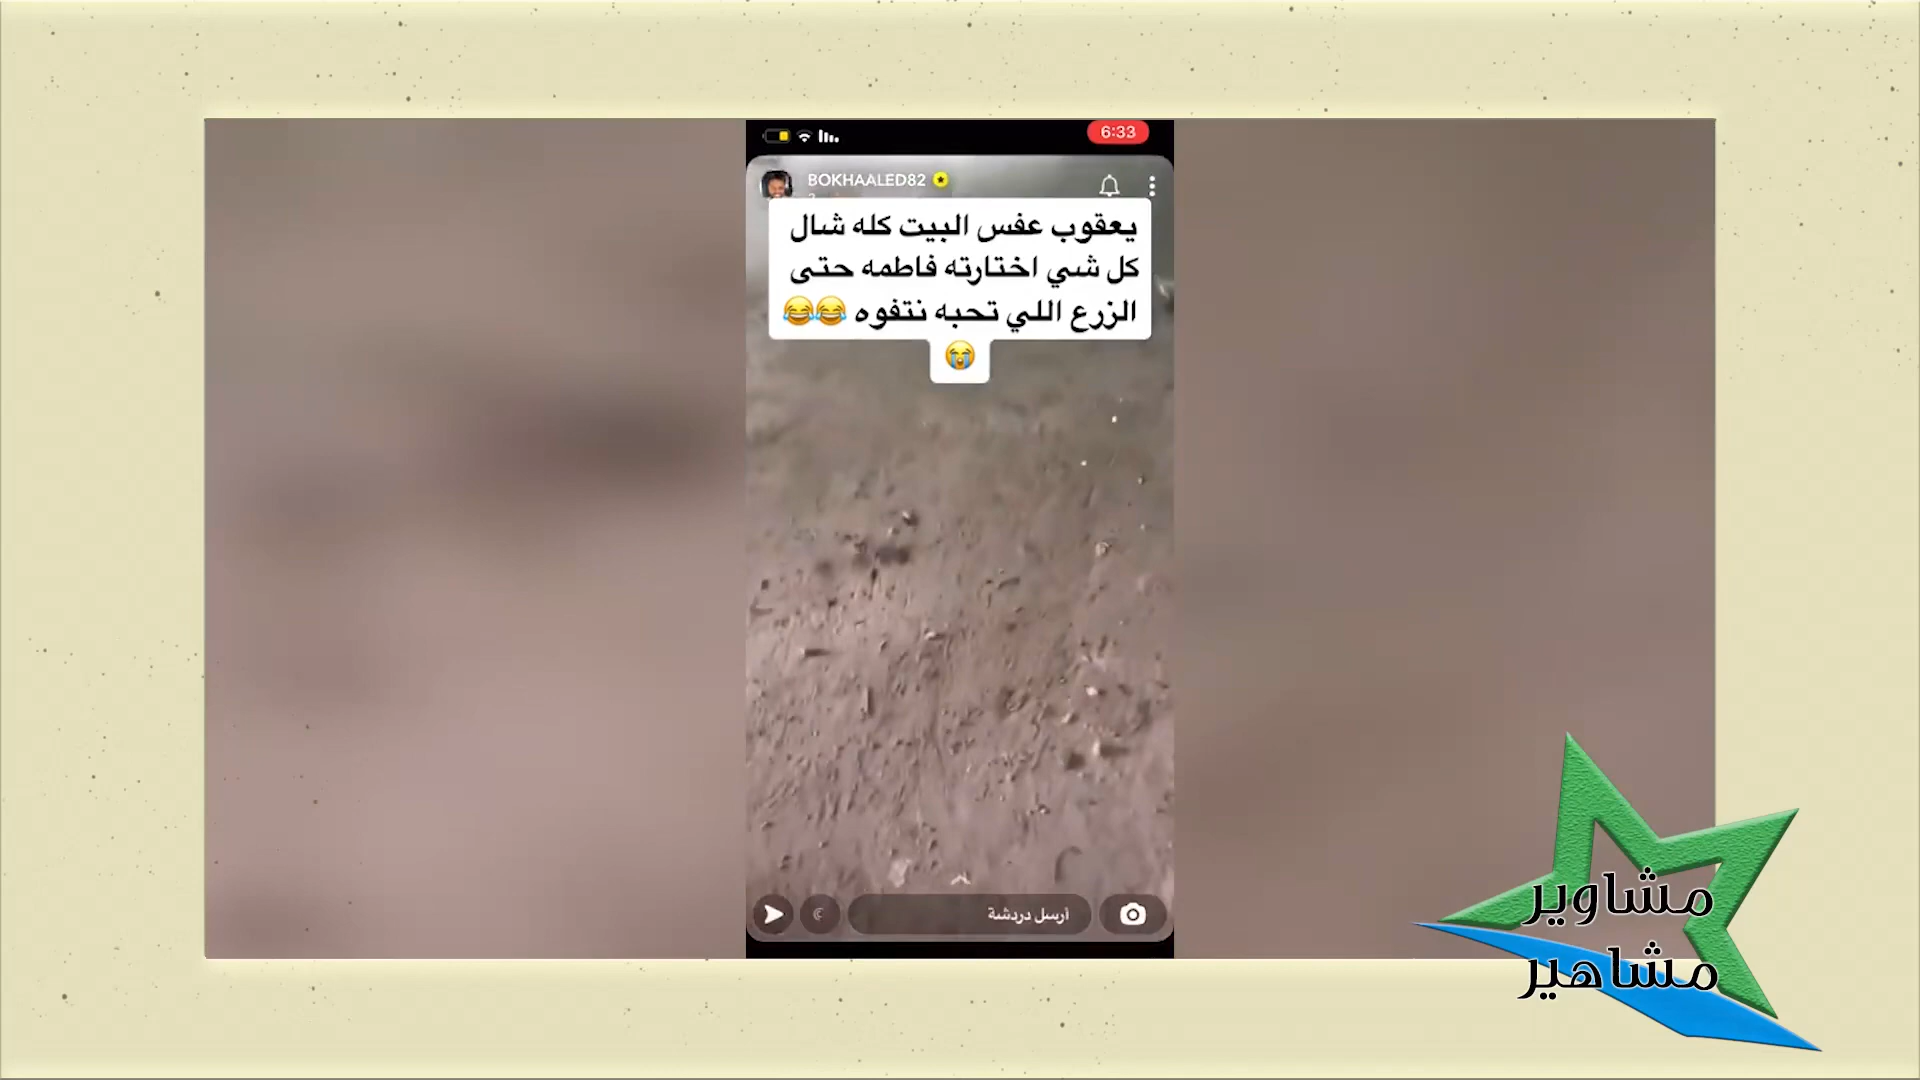 6:33
BOKHAALED82
يعقوب عفس البيت كله شال
كل شي اختارته فاطمه حتى
الزرع اللي تحبه نتفوه 😂😂
😭
أرسل دردشة
مشاوير
مشاهير